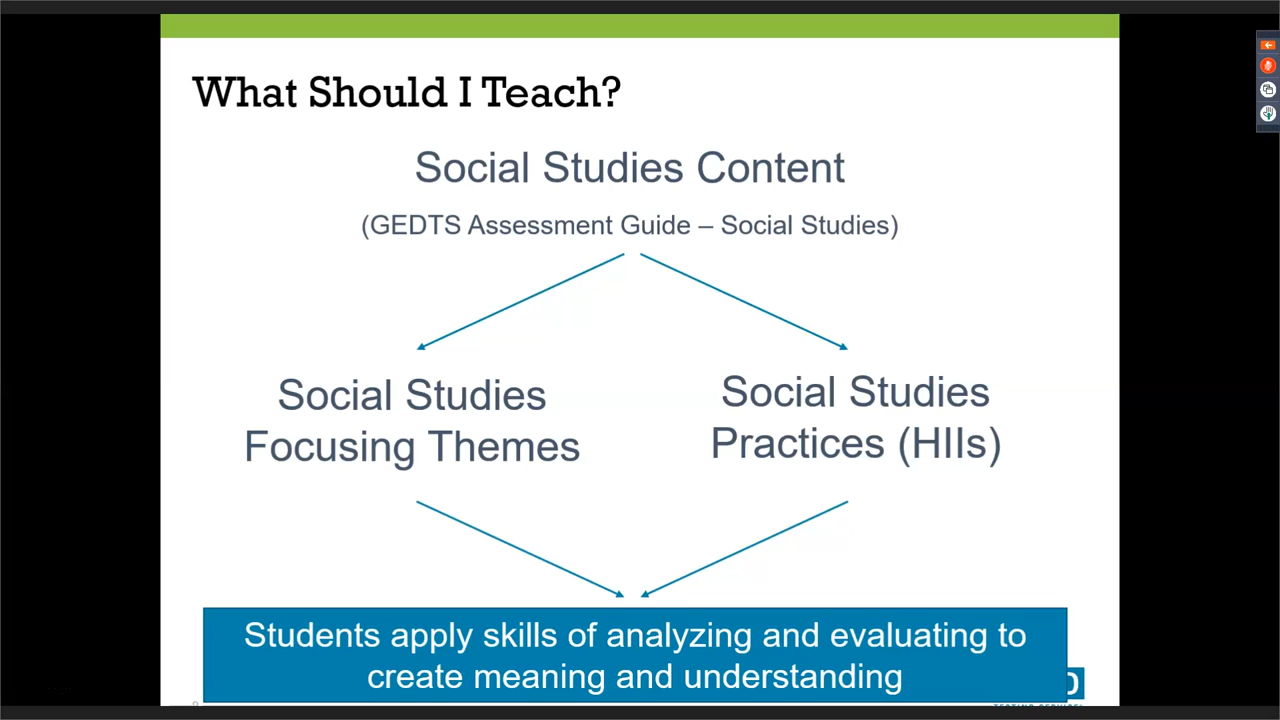 What Should I Teach?
Social Studies Content
(GEDTS Assessment Guide – Social Studies)
Social Studies
Focusing Themes
Social Studies
Practices (HIIs)
Students apply skills of analyzing and evaluating to
create meaning and understanding